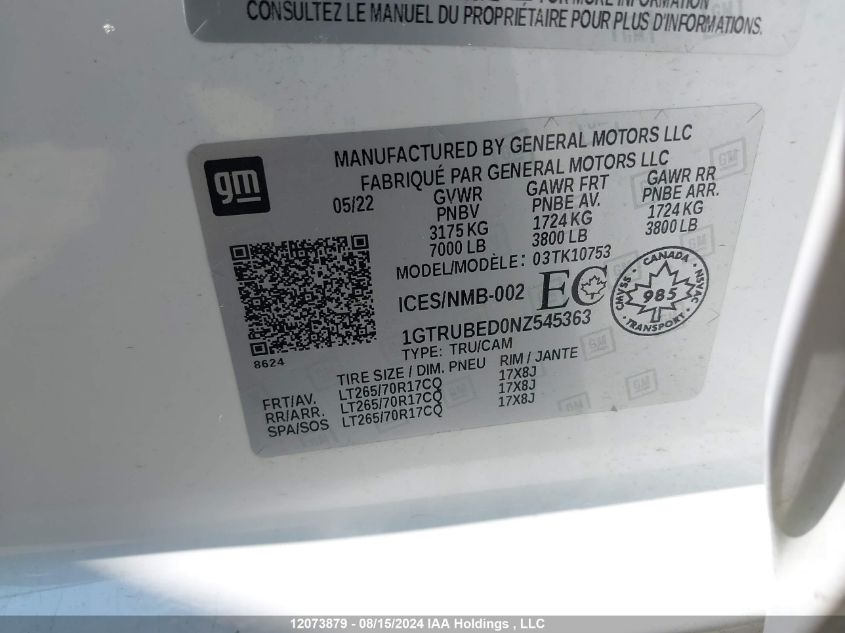 FOR MORE INFORMATION
CONSULTEZ LE MANUEL DU PROPRIÉTAIRE POUR PLUS D'INFORMATIONS.
gm
MANUFACTURED BY GENERAL MOTORS LLC
FABRIQUÉ PAR GENERAL MOTORS LLC
05/22 GVWR GAWR FRT GAWR RR
PNBV PNBE AV. PNBE ARR.
3175 KG 1724 KG 1724 KG
7000 LB 3800 LB 3800 LB
MODEL/MODÈLE: 03TK10753
ICES/NMB-002 EC
CANADA
CMVSS 985 NSVAC
TRANSPORT
1GTRUBED0NZ545363
8624
TYPE: TRU/CAM
TIRE SIZE / DIM. PNEU RIM / JANTE
FRT/AV. LT265/70R17CQ 17X8J
RR/ARR. LT265/70R17CQ 17X8J
SPA/SOS LT265/70R17CQ 17X8J
12073879 - 08/15/2024 IAA Holdings , LLC